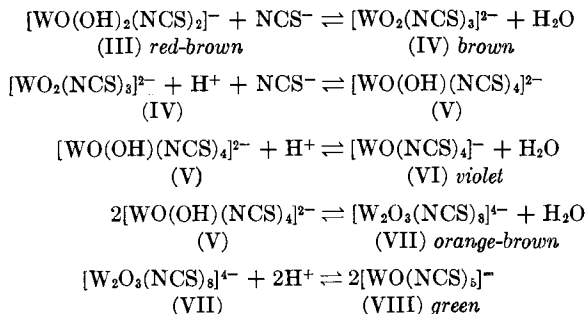 [WO(OH)₂(NCS)₂]⁻ + NCS⁻ ⇌ [WO₂(NCS)₃]²⁻ + H₂O
(III) red-brown (IV) brown
[WO₂(NCS)₃]²⁻ + H⁺ + NCS⁻ ⇌ [WO(OH)(NCS)₄]²⁻
(IV) (V)
[WO(OH)(NCS)₄]²⁻ + H⁺ ⇌ [WO(NCS)₄]⁻ + H₂O
(V) (VI) violet
2[WO(OH)(NCS)₄]²⁻ ⇌ [W₂O₃(NCS)₈]⁴⁻ + H₂O
(V) (VII) orange-brown
[W₂O₃(NCS)₈]⁴⁻ + 2H⁺ ⇌ 2[WO(NCS)₅]⁼
(VII) (VIII) green